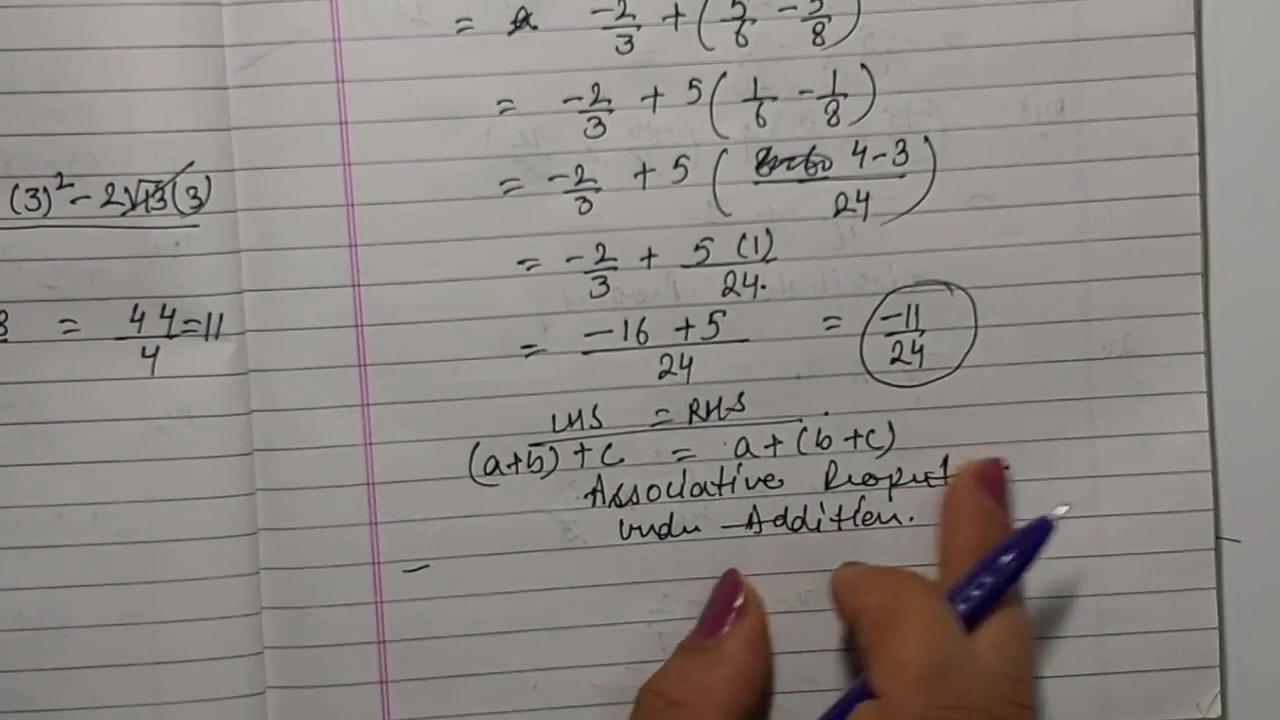 (3)² - 2√13(3)
8 = 44/4 = 11
= -2/3 + (5/6 - 5/8)
= -2/3 + 5(1/6 - 1/8)
= -2/3 + 5(4-3/24)
= -2/3 + 5(1)/24.
= -16+5/24 = -11/24
LHS = RHS
(a+b)+c = a+(b+c)
Associative Propert
under Addition.